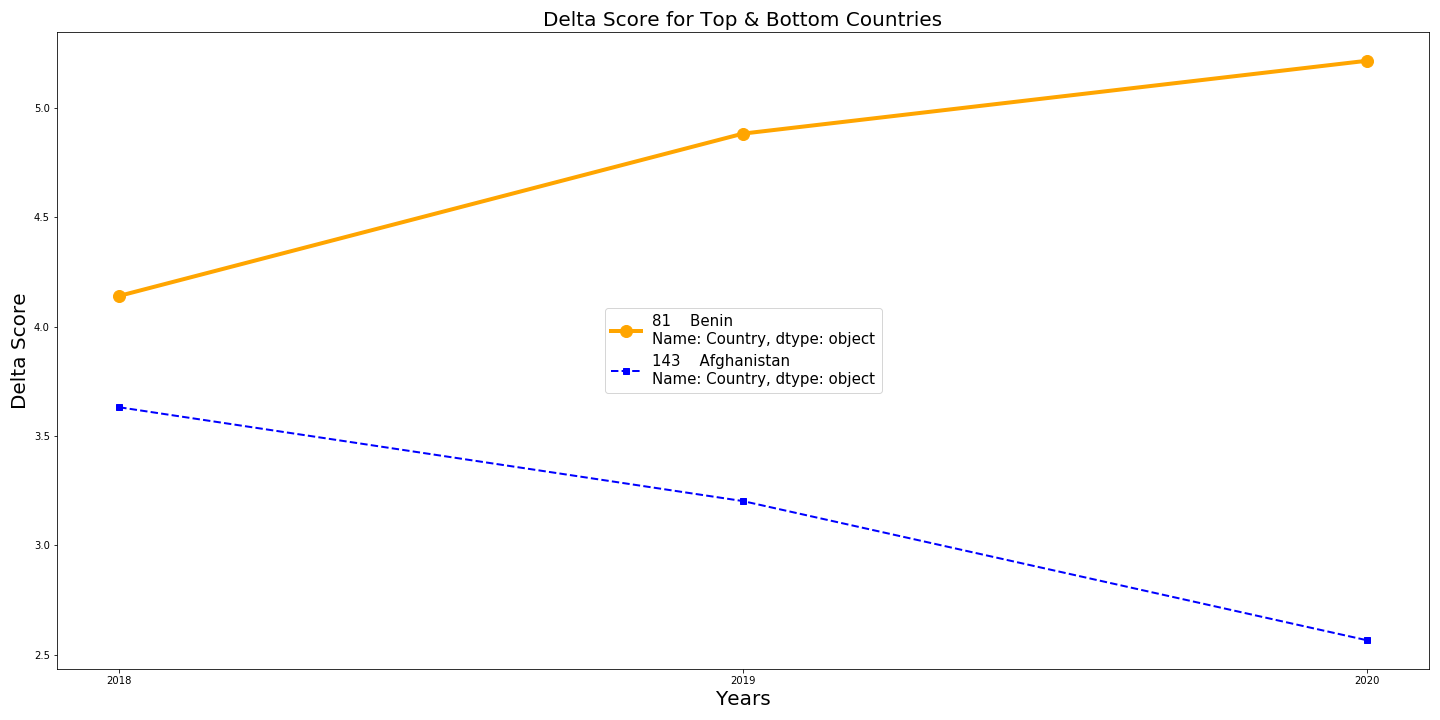 Delta Score for Top & Bottom Countries
Delta Score
5.0
4.5
4.0
3.5
3.0
2.5
81    Benin
Name: Country, dtype: object
143    Afghanistan
Name: Country, dtype: object
2018
2019
2020
Years